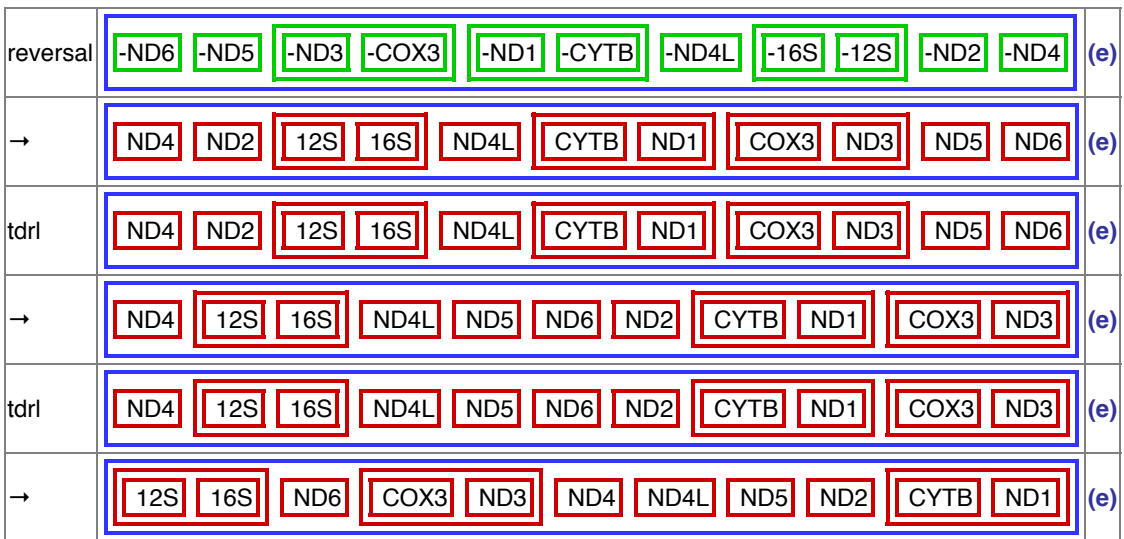 reversal -ND6 -ND5 -ND3 -COX3 -ND1 -CYTB -ND4L -16S -12S -ND2 -ND4 (e)
→ ND4 ND2 12S 16S ND4L CYTB ND1 COX3 ND3 ND5 ND6 (e)
tdrl ND4 ND2 12S 16S ND4L CYTB ND1 COX3 ND3 ND5 ND6 (e)
→ ND4 12S 16S ND4L ND5 ND6 ND2 CYTB ND1 COX3 ND3 (e)
tdrl ND4 12S 16S ND4L ND5 ND6 ND2 CYTB ND1 COX3 ND3 (e)
→ 12S 16S ND6 COX3 ND3 ND4 ND4L ND5 ND2 CYTB ND1 (e)